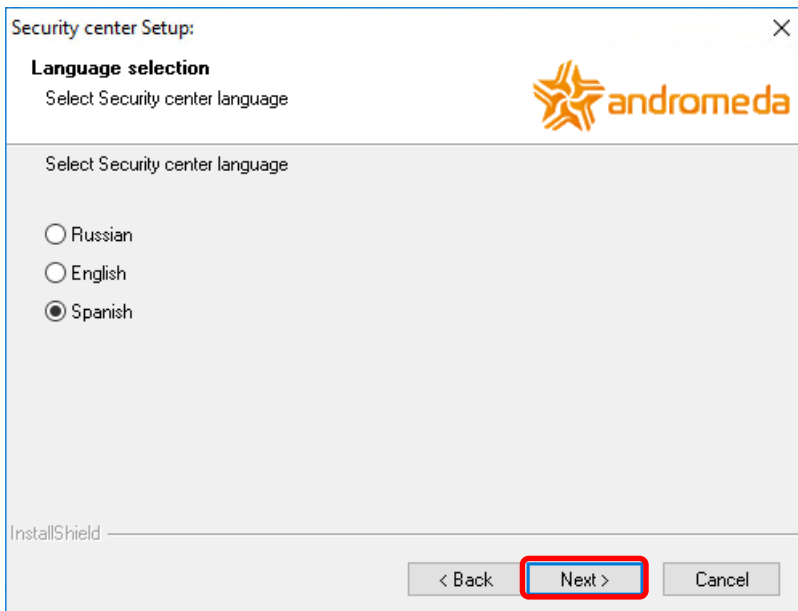 Security center Setup:
Language selection
Select Security center language
andromeda
Select Security center language
Russian
English
Spanish
InstallShield
< Back
Next >
Cancel